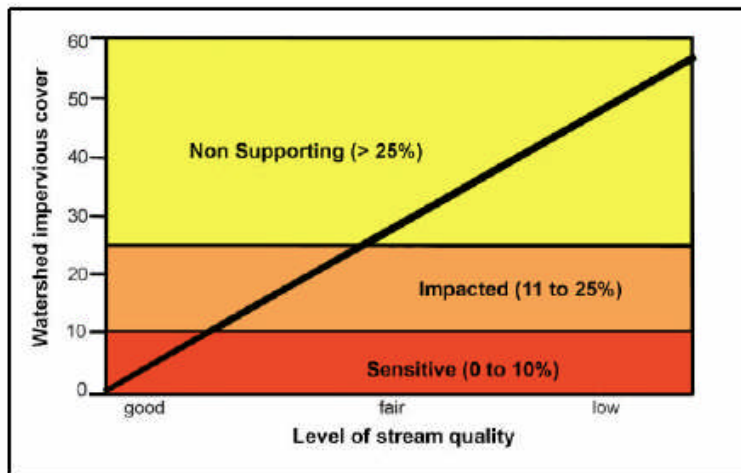 Watershed impervious cover
60
50
40
30
20
10
0
Non Supporting (> 25%)
Impacted (11 to 25%)
Sensitive (0 to 10%)
good
fair
low
Level of stream quality